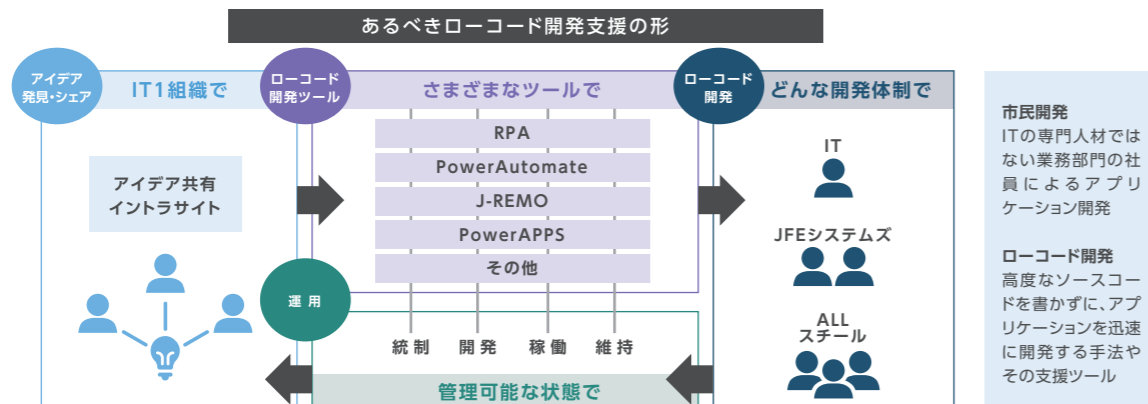 あるべきローコード開発支援の形
アイデア
発見・シェア
IT1組織で
アイデア共有
イントラサイト
ローコード
開発ツール
さまざまなツールで
RPA
PowerAutomate
J-REMO
PowerAPPS
その他
ローコード
開発
どんな開発体制で
IT
JFEシステムズ
ALL
スチール
運用
統制
開発
稼働
維持
管理可能な状態で
市民開発
ITの専門人材では
ない業務部門の社
員によるアプリ
ケーション開発
ローコード開発
高度なソースコー
ドを書かずに、アプ
リケーションを迅速
に開発する手法や
その支援ツール